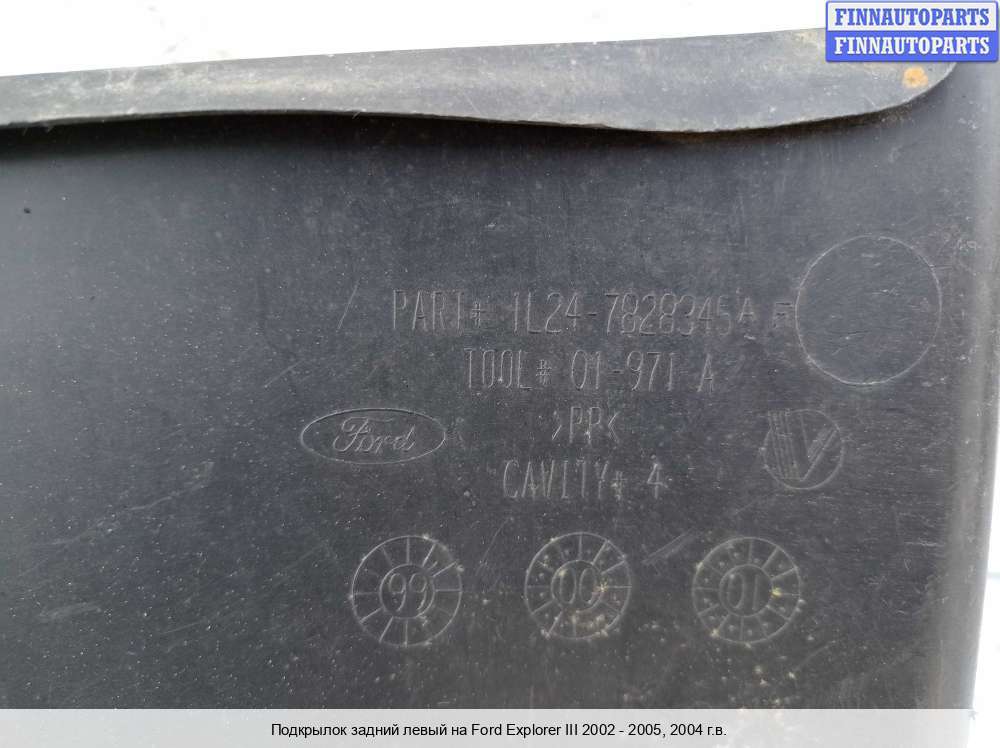 FINNAUTOPARTS
FINNAUTOPARTS
PART# 1L24-7828345A F
TOOL# 01-971 A
Ford
>PP<
CAVITY# 4
99
00
01
Подкрылок задний левый на Ford Explorer III 2002 - 2005, 2004 г.в.